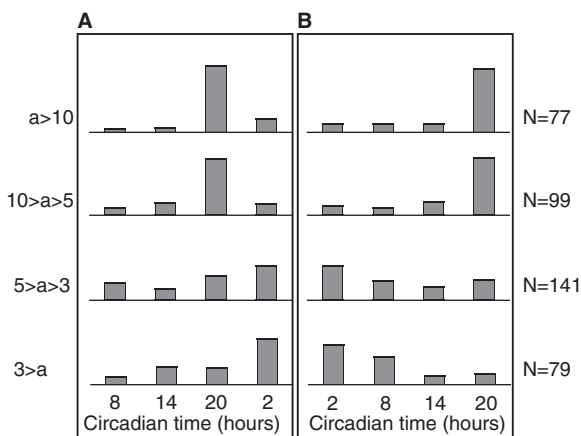 A B
a>10 N=77
10>a>5 N=99
5>a>3 N=141
3>a N=79
8 14 20 2 2 8 14 20
Circadian time (hours) Circadian time (hours)